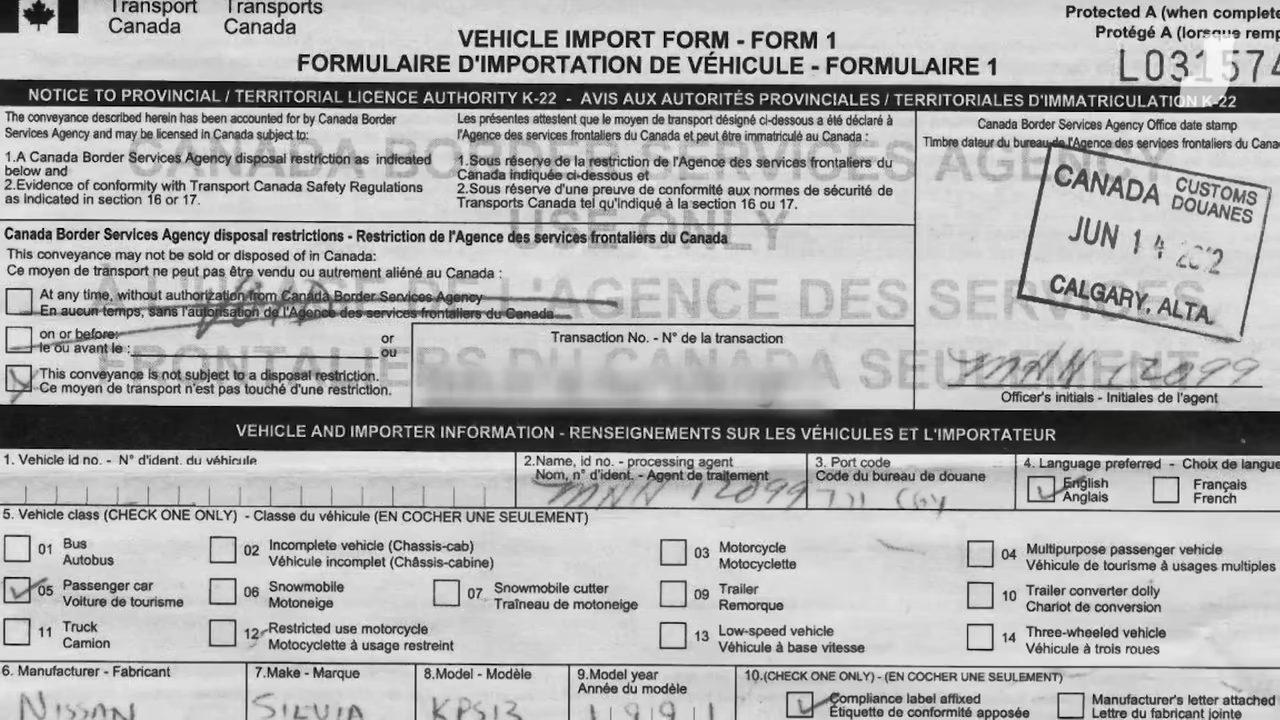 Transport Transports
Canada Canada
Protected A (when complete
Protégé A (lorsque remp
VEHICLE IMPORT FORM - FORM 1
FORMULAIRE D'IMPORTATION DE VÉHICULE - FORMULAIRE 1
L031574
NOTICE TO PROVINCIAL / TERRITORIAL LICENCE AUTHORITY K-22 - AVIS AUX AUTORITÉS PROVINCIALES / TERRITORIALES D'IMMATRICULATION K-22
The conveyance described herein has been accounted for by Canada Border
Services Agency and may be licensed in Canada subject to:
1.A Canada Border Services Agency disposal restriction as indicated
below and
2.Evidence of conformity with Transport Canada Safety Regulations
as indicated in section 16 or 17.
Les présentes attestent que le moyen de transport désigné ci-dessous a été déclaré à
l'Agence des services frontaliers du Canada et peut être immatriculé au Canada :
1.Sous réserve de la restriction de l'Agence des services frontaliers du
Canada indiquée ci-dessous et
2.Sous réserve d'une preuve de conformité aux normes de sécurité de
Transports Canada tel qu'indiqué à la section 16 ou 17.
Canada Border Services Agency Office date stamp
Timbre dateur du bureau de l'Agence des services frontaliers du Cana
CANADA CUSTOMS
DOUANES
JUN 14 2012
CALGARY, ALTA.
CANADA BORDER SERVICES AGENCY
USE ONLY
À L'USAGE DE L'AGENCE DES SERVICES
FRONTALIERS DU CANADA SEULEMENT
Canada Border Services Agency disposal restrictions - Restriction de l'Agence des services frontaliers du Canada
This conveyance may not be sold or disposed of in Canada:
Ce moyen de transport ne peut pas être vendu ou autrement aliéné au Canada :
At any time, without authorization from Canada Border Services Agency
En aucun temps, sans l'autorisation de l'Agence des services frontaliers du Canada
VOID
on or before: or
le ou avant le : ou
This conveyance is not subject to a disposal restriction.
Ce moyen de transport n'est pas touché d'une restriction.
Transaction No. - N° de la transaction
MNH 12099
Officer's initials - Initiales de l'agent
VEHICLE AND IMPORTER INFORMATION - RENSEIGNEMENTS SUR LES VÉHICULES ET L'IMPORTATEUR
1. Vehicle id no. - N° d'ident. du véhicule
2.Name, id no. - processing agent
Nom, n° d'ident. - Agent de traitement
MNH 12099
3. Port code
Code du bureau de douane
711 CGY
4. Language preferred - Choix de langue
English Français
Anglais French
5. Vehicle class (CHECK ONE ONLY) - Classe du véhicule (EN COCHER UNE SEULEMENT)
01 Bus
Autobus
02 Incomplete vehicle (Chassis-cab)
Véhicule incomplet (Châssis-cabine)
03 Motorcycle
Motocyclette
04 Multipurpose passenger vehicle
Véhicule de tourisme à usages multiples
05 Passenger car
Voiture de tourisme
06 Snowmobile
Motoneige
07 Snowmobile cutter
Traîneau de motoneige
09 Trailer
Remorque
10 Trailer converter dolly
Chariot de conversion
11 Truck
Camion
12 Restricted use motorcycle
Motocyclette à usage restreint
13 Low-speed vehicle
Véhicule à base vitesse
14 Three-wheeled vehicle
Véhicule à trois roues
6. Manufacturer - Fabricant
NISSAN
7.Make - Marque
SILVIA
8.Model - Modèle
KPS13
9.Model year
Année du modèle
1991
10.(CHECK ONE ONLY) - (EN COCHER UNE SEULEMENT)
Compliance label affixed
Étiquette de conformité apposée
Manufacturer's letter attached
Lettre du fabricant jointe